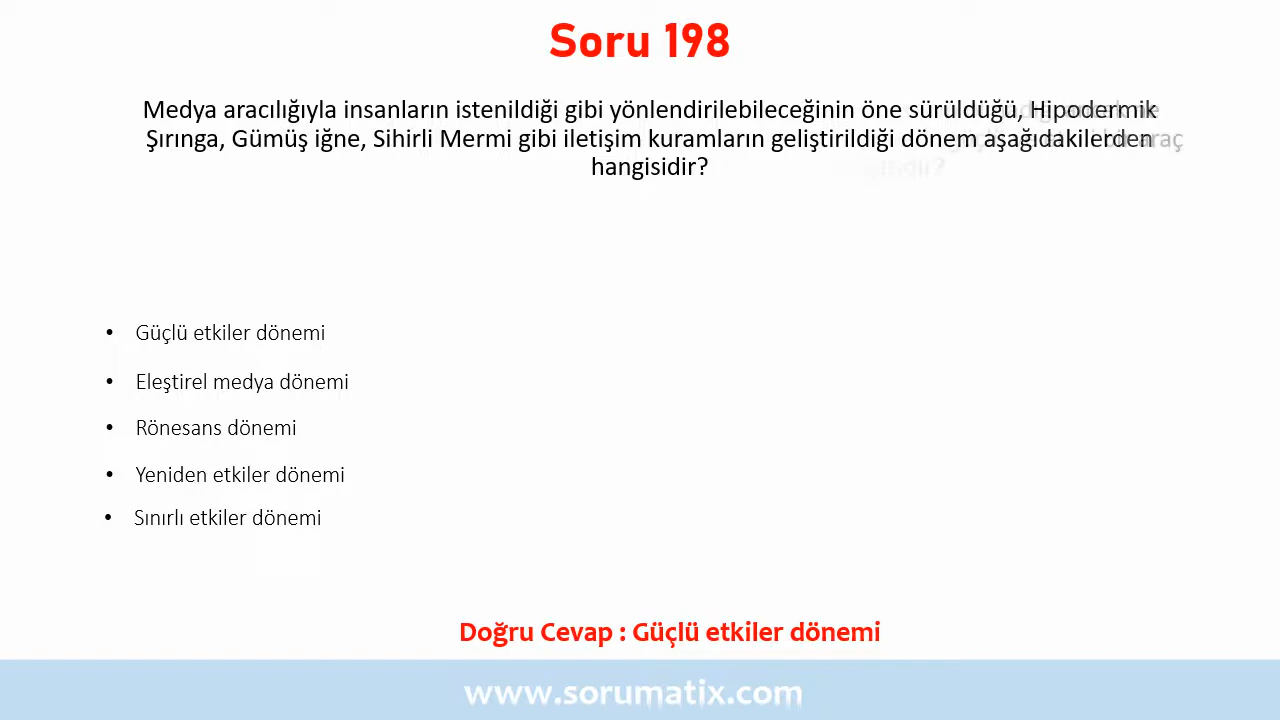 Soru 198
Medya aracılığıyla insanların istenildiği gibi yönlendirilebileceğinin öne sürüldüğü, Hipodermik
Şırınga, Gümüş iğne, Sihirli Mermi gibi iletişim kuramların geliştirildiği dönem aşağıdakilerden
hangisidir?
• Güçlü etkiler dönemi
• Eleştirel medya dönemi
• Rönesans dönemi
• Yeniden etkiler dönemi
• Sınırlı etkiler dönemi
Doğru Cevap : Güçlü etkiler dönemi
www.sorumatix.com